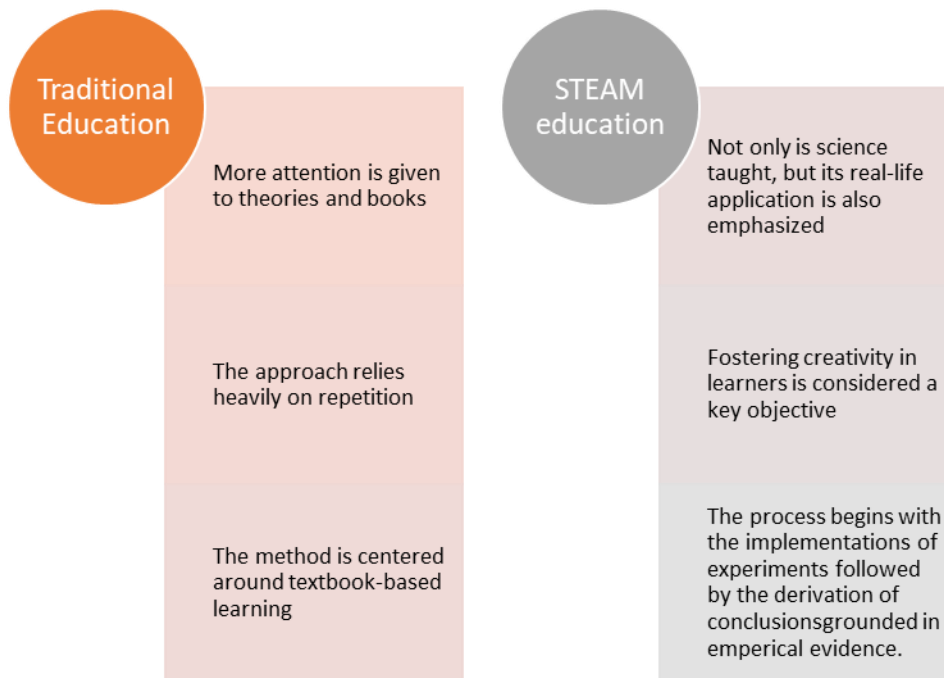 Traditional
Education
More attention is given
to theories and books
The approach relies
heavily on repetition
The method is centered
around textbook-based
learning
STEAM
education
Not only is science
taught, but its real-life
application is also
emphasized
Fostering creativity in
learners is considered a
key objective
The process begins with
the implementations of
experiments followed
by the derivation of
conclusionsgrounded in
emperical evidence.